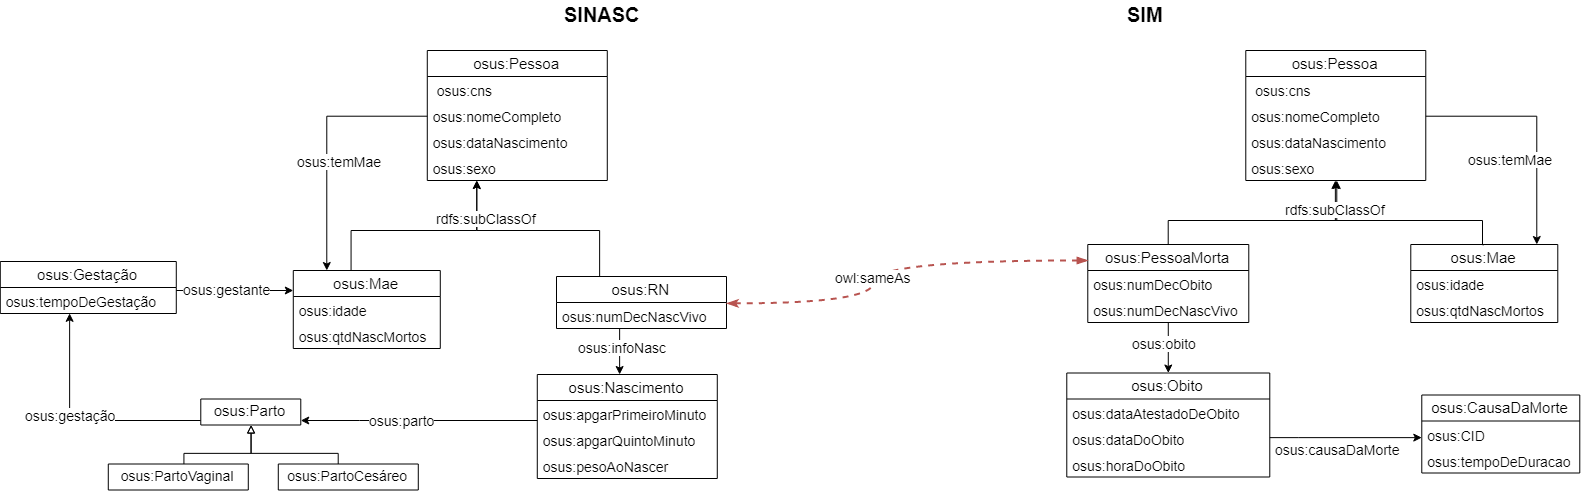 SINASC
SIM
osus:Pessoa
osus:cns
osus:nomeCompleto
osus:dataNascimento
osus:sexo
osus:temMae
rdfs:subClassOf
osus:Gestação
osus:tempoDeGestação
osus:gestante
osus:Mae
osus:idade
osus:qtdNascMortos
osus:RN
osus:numDecNascVivo
osus:infoNasc
osus:Nascimento
osus:apgarPrimeiroMinuto
osus:apgarQuintoMinuto
osus:pesoAoNascer
osus:parto
osus:Parto
osus:gestação
osus:PartoVaginal
osus:PartoCesáreo
owl:sameAs
osus:Pessoa
osus:cns
osus:nomeCompleto
osus:dataNascimento
osus:sexo
osus:temMae
rdfs:subClassOf
osus:PessoaMorta
osus:numDecObito
osus:numDecNascVivo
osus:Mae
osus:idade
osus:qtdNascMortos
osus:obito
osus:Obito
osus:dataAtestadoDeObito
osus:dataDoObito
osus:horaDoObito
osus:causaDaMorte
osus:CausaDaMorte
osus:CID
osus:tempoDeDuracao